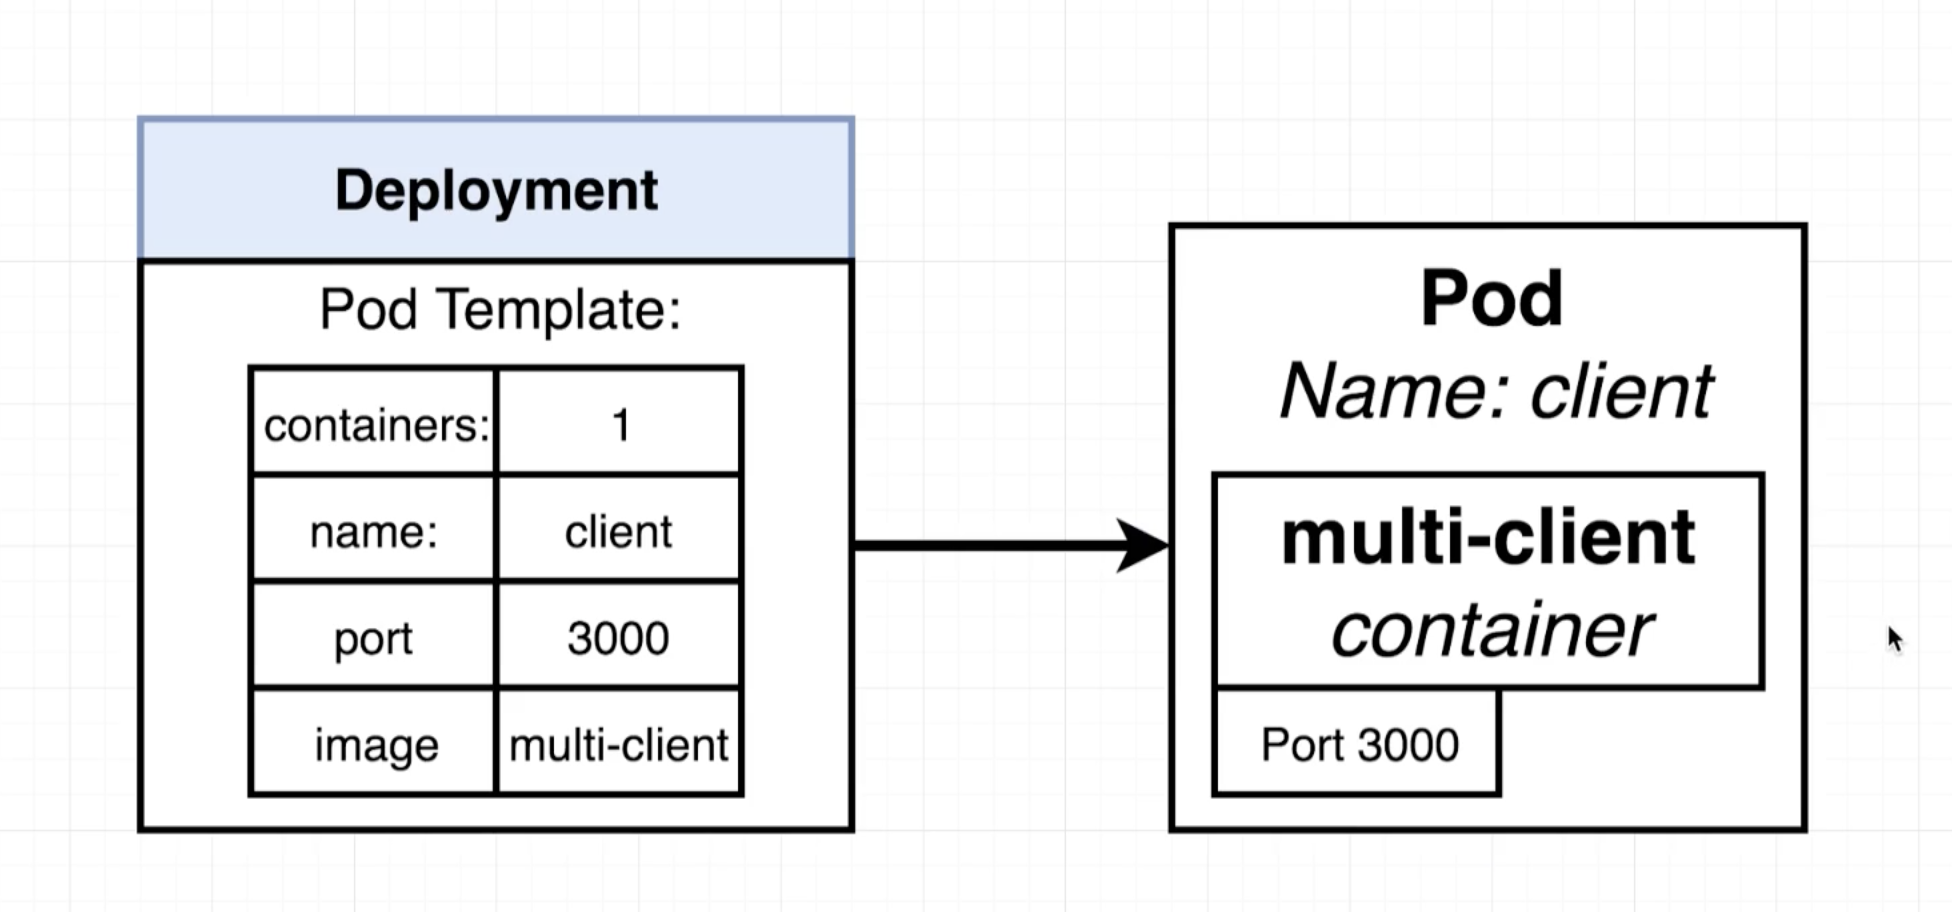 Deployment
Pod Template:
containers: 1
name: client
port 3000
image multi-client
Pod
Name: client
multi-client
container
Port 3000